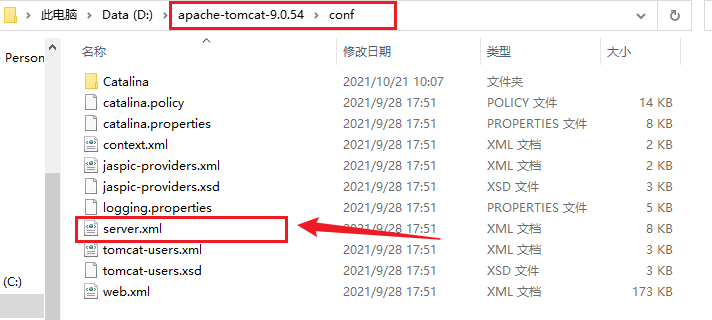 此电脑 > Data (D:) > apache-tomcat-9.0.54 > conf
名称 修改日期 类型 大小
Person
Catalina 2021/10/21 10:07 文件夹
catalina.policy 2021/9/28 17:51 POLICY 文件 14 KB
catalina.properties 2021/9/28 17:51 PROPERTIES 文件 8 KB
context.xml 2021/9/28 17:51 XML 文档 2 KB
jaspic-providers.xml 2021/9/28 17:51 XML 文档 2 KB
jaspic-providers.xsd 2021/9/28 17:51 XSD 文件 3 KB
logging.properties 2021/9/28 17:51 PROPERTIES 文件 5 KB
server.xml 2021/9/28 17:51 XML 文档 8 KB
tomcat-users.xml 2021/9/28 17:51 XML 文档 3 KB
tomcat-users.xsd 2021/9/28 17:51 XSD 文件 3 KB
(C:)
web.xml 2021/9/28 17:51 XML 文档 173 KB